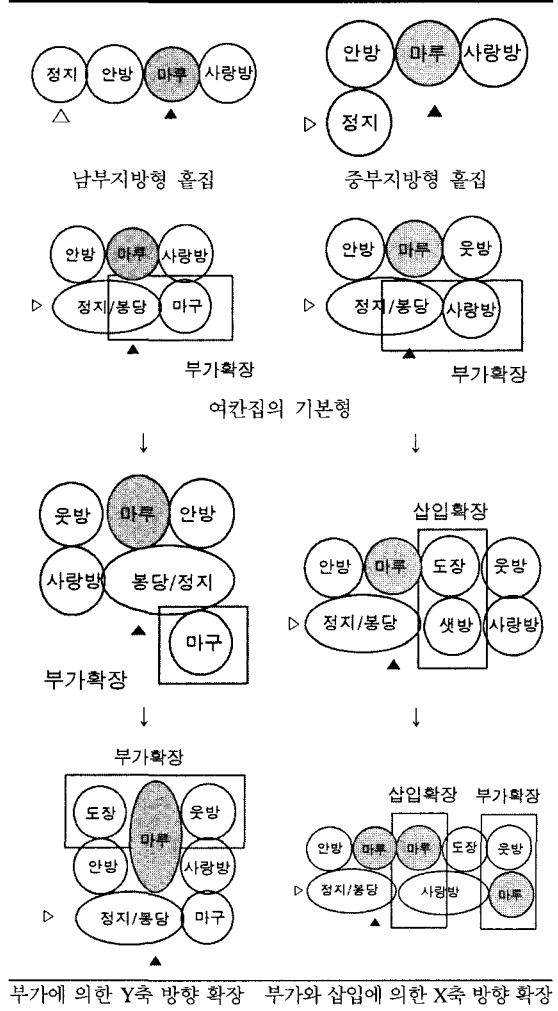 정지 안방 마루 사랑방
안방 마루 사랑방
정지
남부지방형 홑집 중부지방형 홑집
안방 마루 사랑방
정지/봉당 마구
부가확장
안방 마루 웃방
정지/봉당 사랑방
부가확장
여칸집의 기본형
웃방 마루 안방
사랑방 봉당/정지
마구
부가확장
삽입확장
안방 마루 도장 웃방
정지/봉당 샛방 사랑방
부가확장
도장 마루 웃방
안방 사랑방
정지/봉당 마구
삽입확장 부가확장
안방 마루 마루 도장 웃방
정지/봉당 사랑방 마루
부가에 의한 Y축 방향 확장 부가와 삽입에 의한 X축 방향 확장